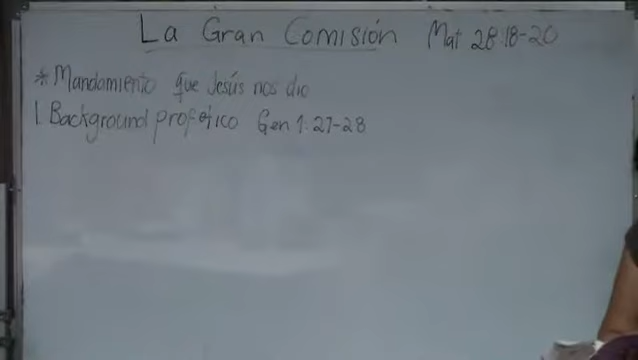 La Gran Comisión Mat 28:18-20
*Mandamiento que Jesús nos dio
1. Background profético Gen 1:27-28